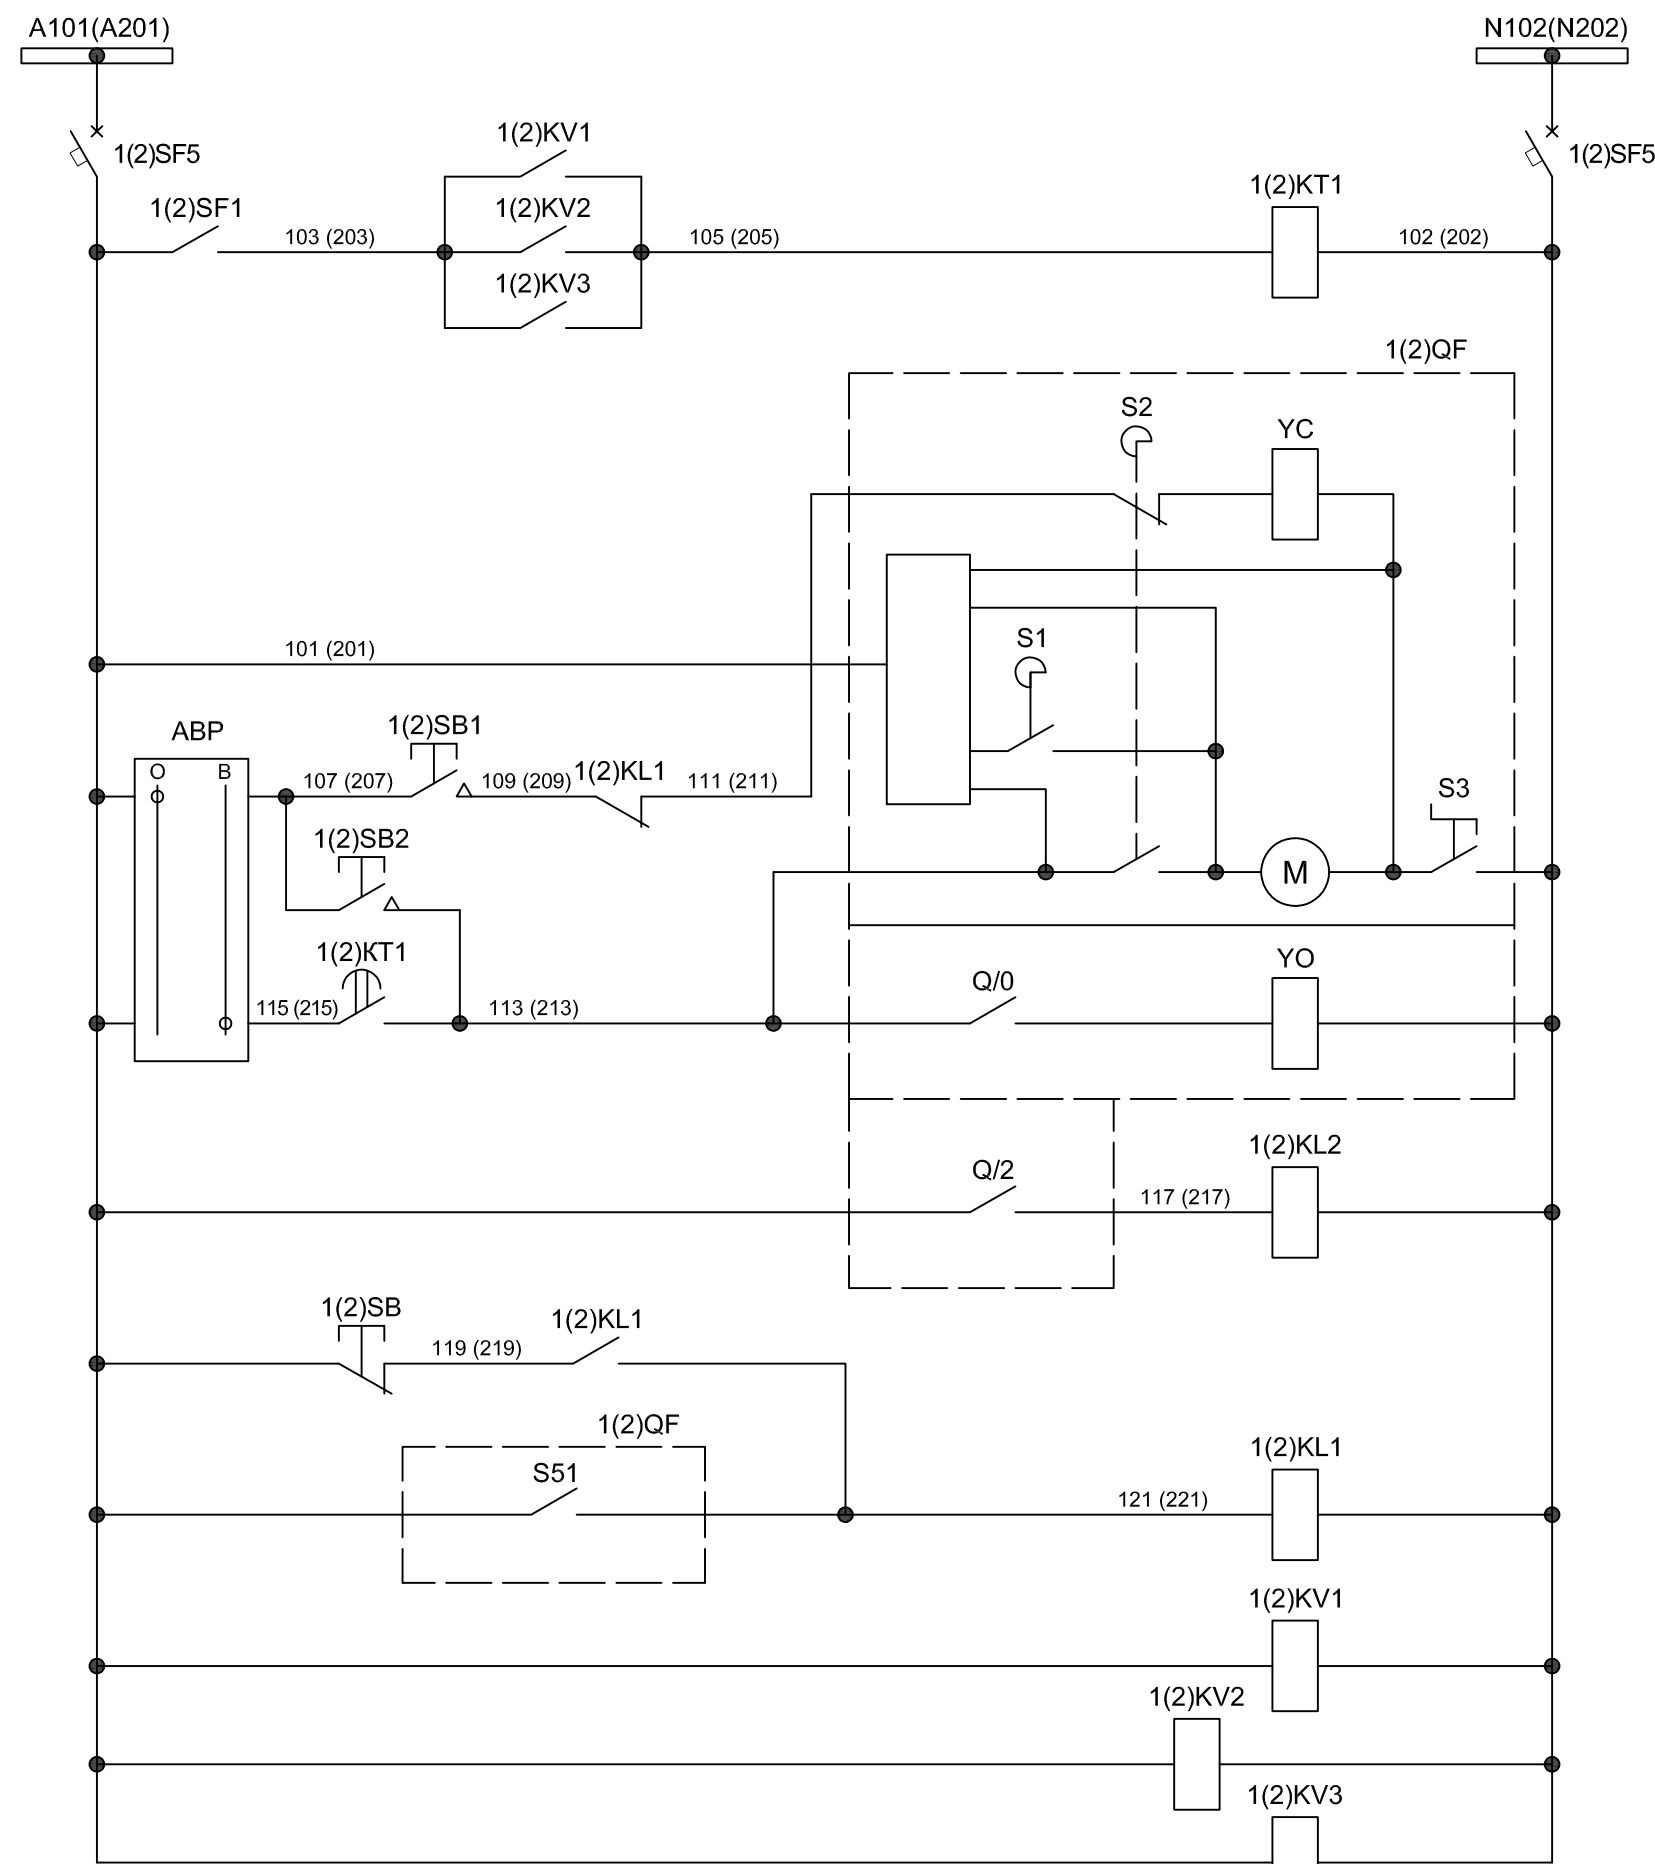 A101(A201)
N102(N202)
1(2)SF5
1(2)SF5
1(2)KV1
1(2)SF1
1(2)KV2
1(2)KT1
103 (203)
105 (205)
102 (202)
1(2)KV3
1(2)QF
S2
YC
S1
101 (201)
АВР
О
В
1(2)SB1
107 (207)
109 (209)
1(2)KL1
111 (211)
S3
1(2)SB2
M
1(2)KT1
115 (215)
113 (213)
Q/0
YO
Q/2
1(2)KL2
117 (217)
1(2)SB
119 (219)
1(2)KL1
1(2)QF
S51
1(2)KL1
121 (221)
1(2)KV1
1(2)KV2
1(2)KV3